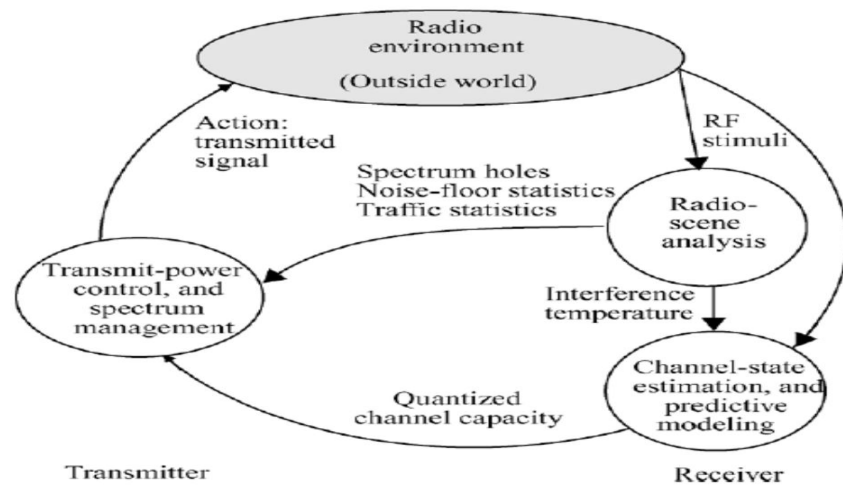 Radio
environment
(Outside world)
Action:
transmitted
signal
RF
stimuli
Spectrum holes
Noise-floor statistics
Traffic statistics
Radio-
scene
analysis
Transmit-power
control, and
spectrum
management
Interference
temperature
Channel-state
estimation, and
predictive
modeling
Quantized
channel capacity
Transmitter
Receiver